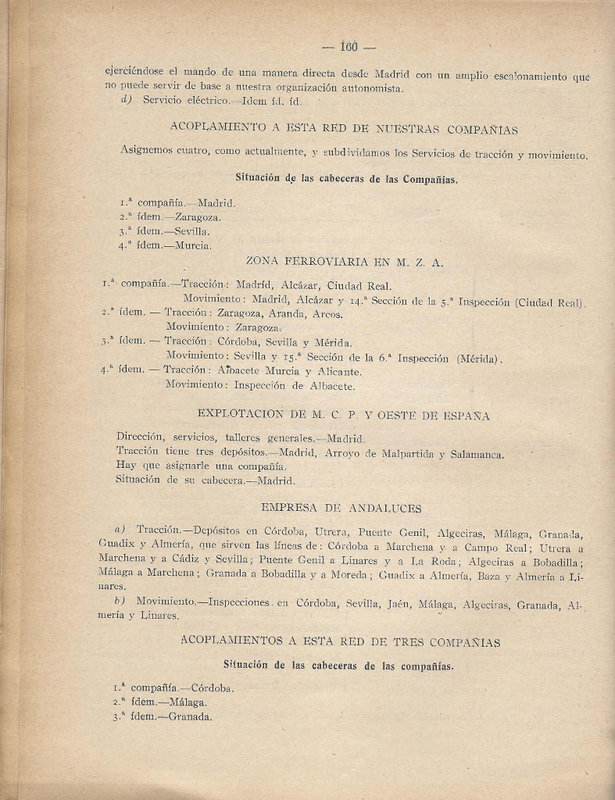 — 160 —
ejerciéndose el mando de una manera directa desde Madrid con un amplio escalonamiento que
no puede servir de base a nuestra organización autonomista.
d) Servicio eléctrico.—Idem íd. íd.
ACOPLAMIENTO A ESTA RED DE NUESTRAS COMPAÑIAS
Asignemos cuatro, como actualmente, y subdividamos los Servicios de tracción y movimiento.
Situación de las cabeceras de las Compañías.
1.ª compañía.—Madrid.
2.ª ídem.—Zaragoza.
3.ª ídem.—Sevilla.
4.ª ídem.—Murcia.
ZONA FERROVIARIA EN M. Z. A.
1.ª compañía.—Tracción: Madríd, Alcázar, Ciudad Real.
Movimiento: Madrid, Alcázar y 14.ª Sección de la 5.ª Inspección (Ciudad Real).
2.ª ídem. — Tracción: Zaragoza, Aranda, Arcos.
Movimiento: Zaragoza.
3.ª ídem. — Tracción: Córdoba, Sevilla y Mérida.
Movimiento: Sevilla y 15.ª Sección de la 6.ª Inspección (Mérida).
4.ª ídem. — Tracción: Albacete Murcia y Alicante.
Movimiento: Inspección de Albacete.
EXPLOTACION DE M. C. P. Y OESTE DE ESPAÑA
Dirección, servicios, talleres generales.—Madrid.
Tracción tiene tres depósitos.—Madrid, Arroyo de Malpartida y Salamanca.
Hay que asignarle una compañía.
Situación de su cabecera.—Madrid.
EMPRESA DE ANDALUCES
a) Tracción.—Depósitos en Córdoba, Utrera, Puente Genil, Algeciras, Málaga, Granada,
Guadix y Almería, que sirven las líneas de: Córdoba a Marchena y a Campo Real; Utrera a
Marchena y a Cádiz y Sevilla; Puente Genil a Linares y a La Roda; Algeciras a Bobadilla;
Málaga a Marchena; Granada a Bobadilla y a Moreda; Guadix a Almería, Baza y Almería a Li-
nares.
b) Movimiento.—Inspecciones en Córdoba, Sevilla, Jaén, Málaga, Algeciras, Granada, Al-
mería y Linares.
ACOPLAMIENTOS A ESTA RED DE TRES COMPAÑIAS
Situación de las cabeceras de las compañías.
1.ª compañía.—Córdoba.
2.ª ídem.—Málaga.
3.ª ídem.—Granada.